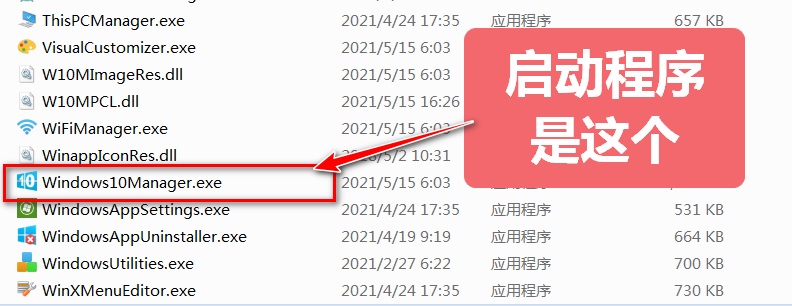 ThisPCManager.exe 2021/4/24 17:35 应用程序 657 KB
VisualCustomizer.exe 2021/5/15 6:03
W10MImageRes.dll 2021/5/15 6:03
W10MPCL.dll 2021/5/15 16:26
WiFiManager.exe 2021/5/15 6:03
WinappIconRes.dll 10:31
Windows10Manager.exe 2021/5/15 6:03
WindowsAppSettings.exe 2021/4/24 17:35 应用程序 531 KB
WindowsAppUninstaller.exe 2021/4/19 9:19 应用程序 664 KB
WindowsUtilities.exe 2021/2/27 6:22 应用程序 700 KB
WinXMenuEditor.exe 2021/4/24 17:35 应用程序 730 KB
启动程序
是这个